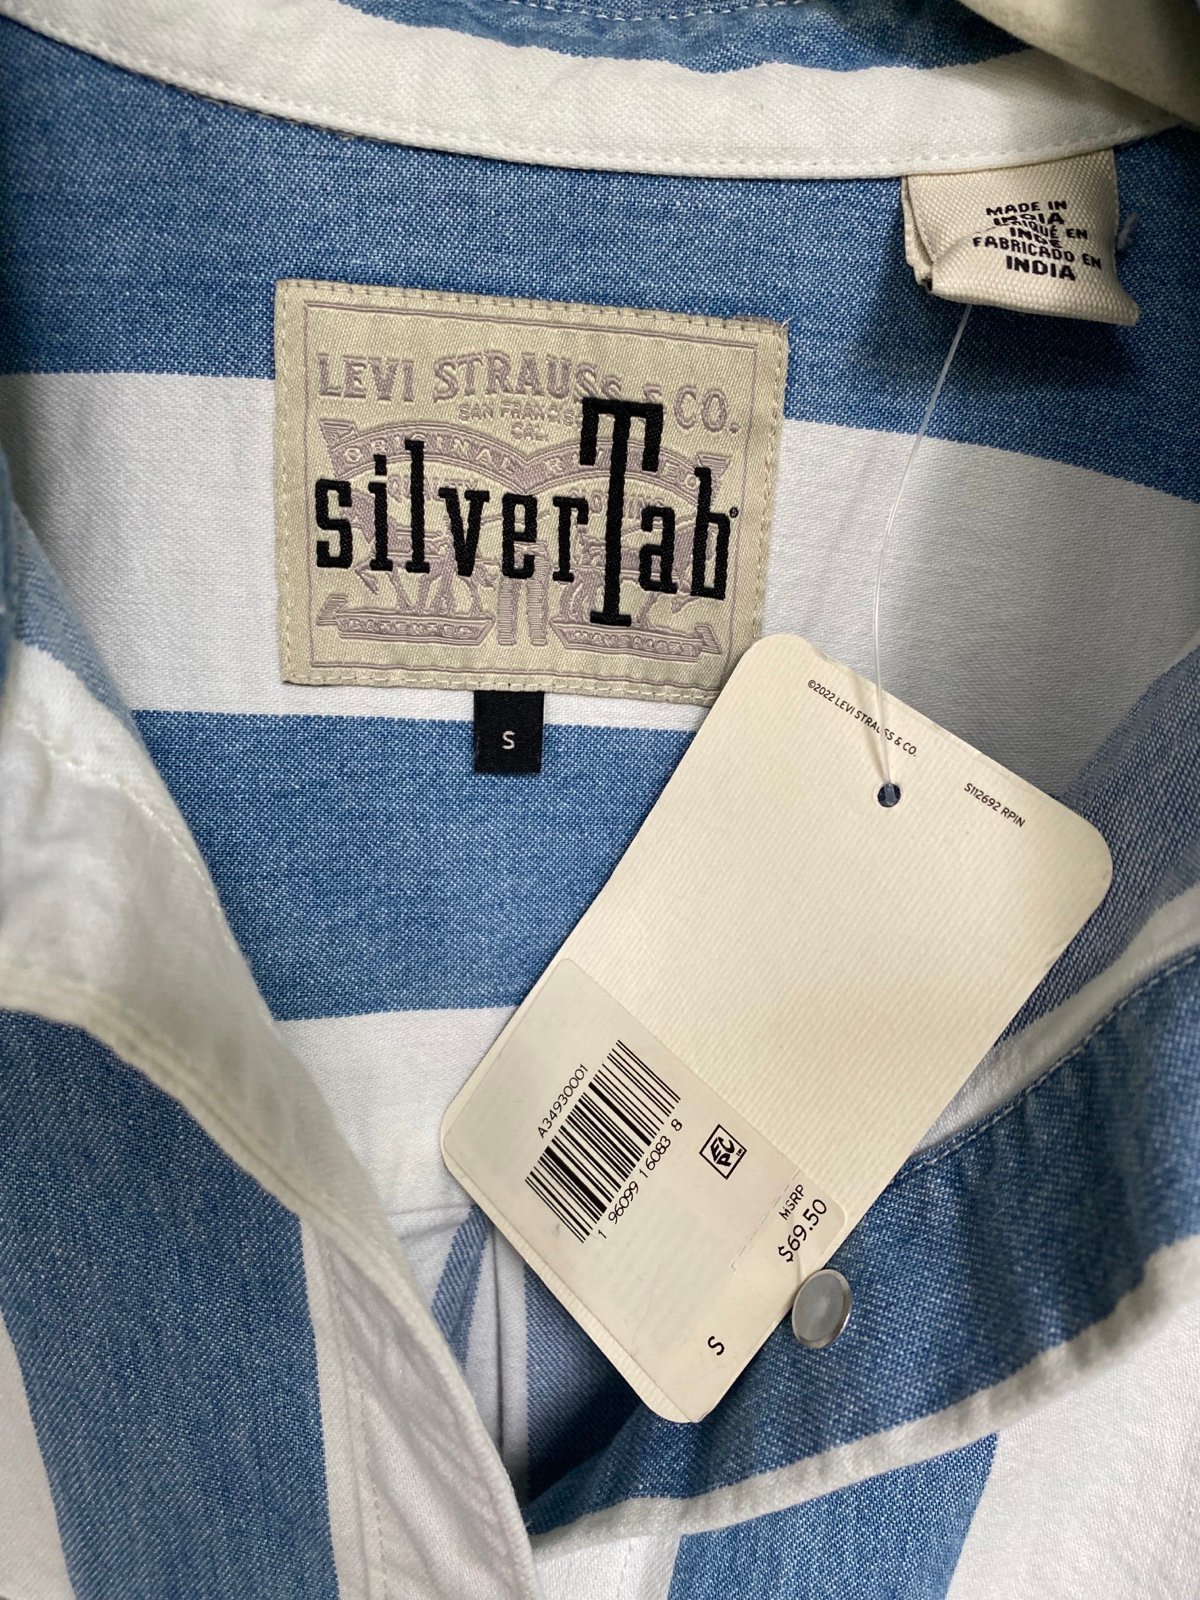 MADE IN
INDIA
INDE
FABRICADO EN
INDIA
LEVI STRAUSS & CO.
SAN FRANCISCO
CAL.
silverTab®
S
©2022 LEVI STRAUSS & CO.
S112692 RPIN
A34930001
1 96099 16083 8
EPC
MSRP
$69.50
S